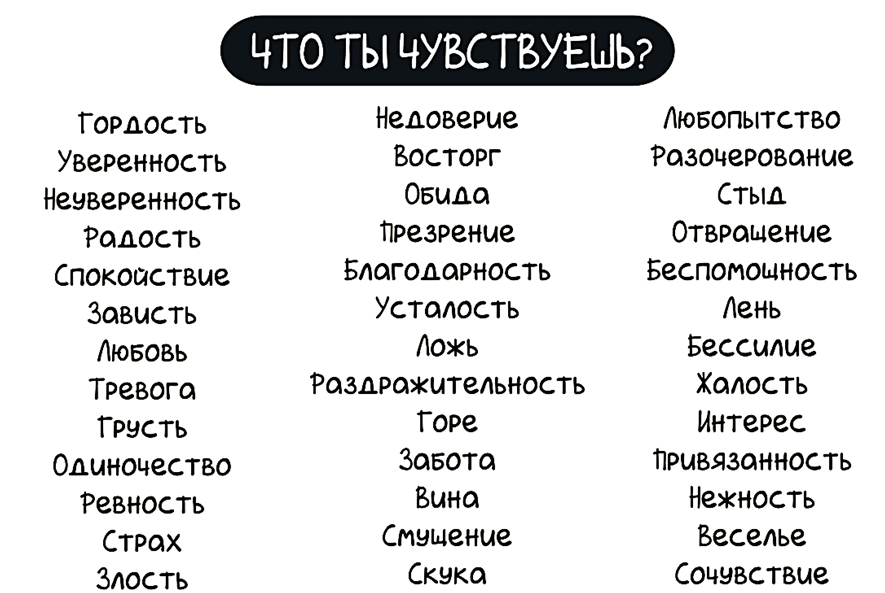 ЧТО ТЫ ЧУВСТВУЕШЬ?
Гордость
Уверенность
Неуверенность
Радость
Спокойствие
Зависть
Любовь
Тревога
Грусть
Одиночество
Ревность
Страх
Злость
Недоверие
Восторг
Обида
Презрение
Благодарность
Усталость
Ложь
Раздражительность
Горе
Забота
Вина
Смущение
Скука
Любопытство
Разочерование
Стыд
Отвращение
Беспомощность
Лень
Бессилие
Жалость
Интерес
Привязанность
Нежность
Веселье
Сочувствие